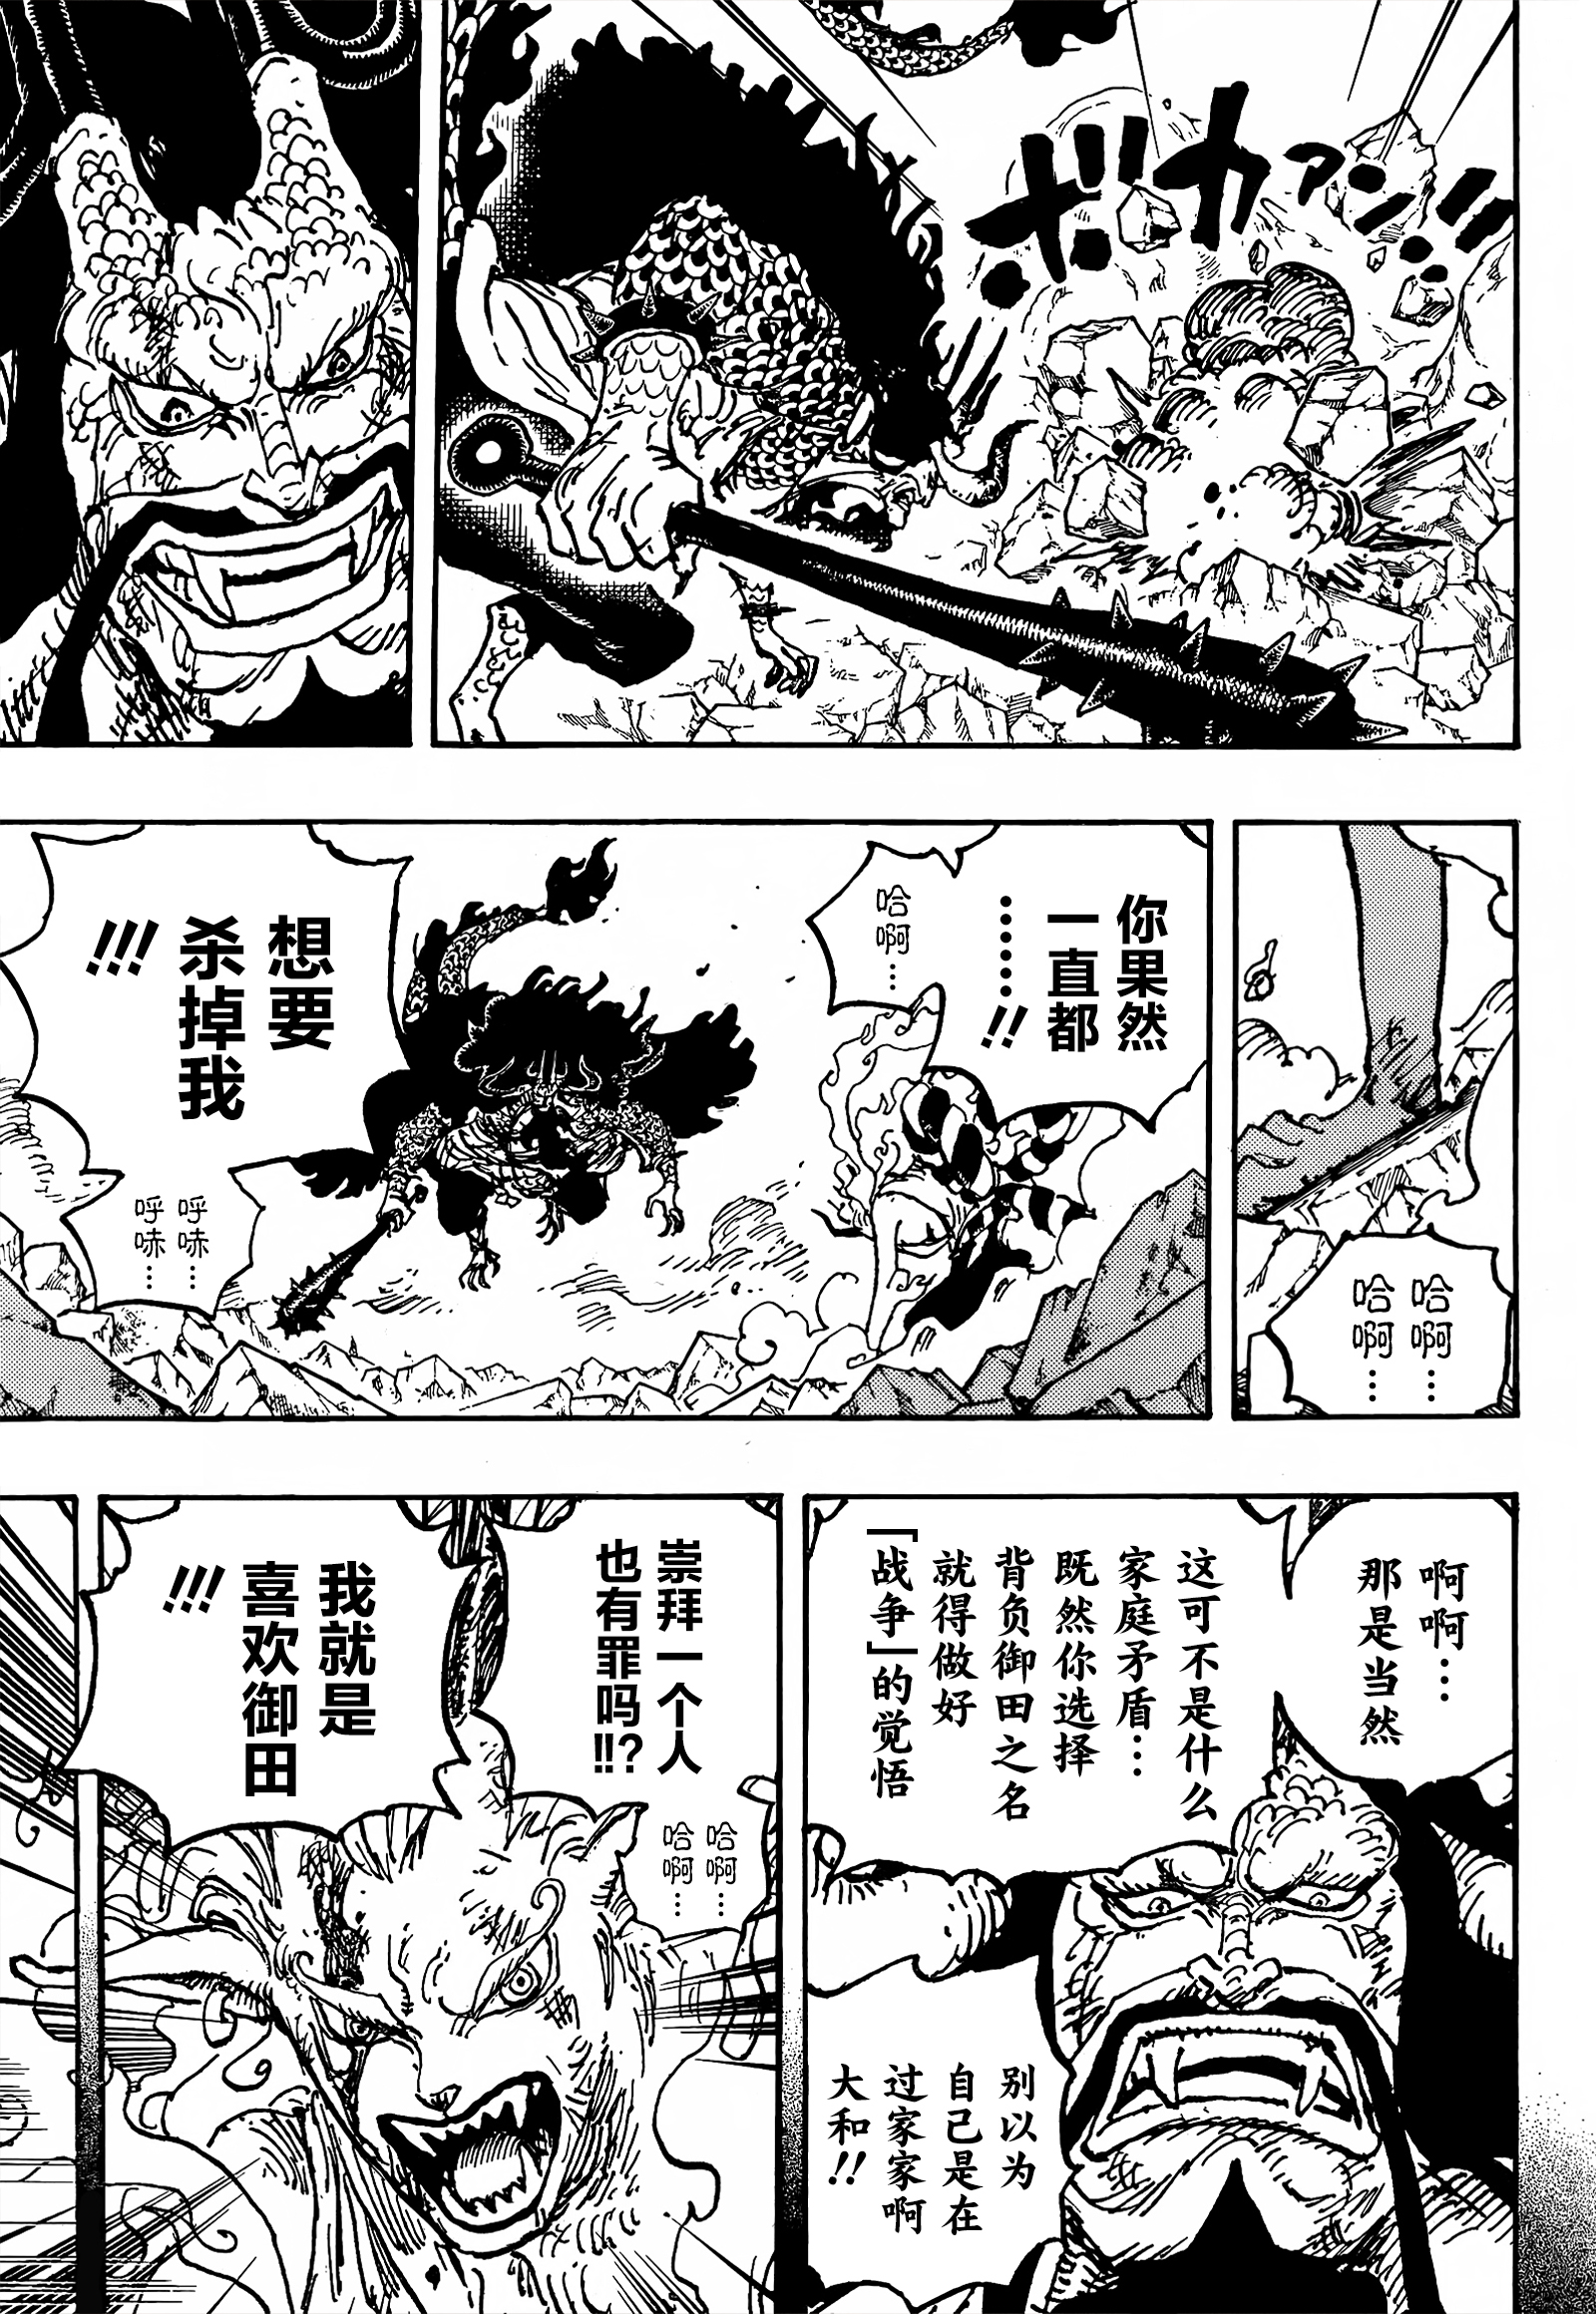 ボカァン!!
哈啊…
哈啊…
你果然
一直都
……!!
哈啊…
想要
杀掉我
!!!
呼哧…
呼哧…
啊啊…
那是当然
这可不是什么
家庭矛盾…
既然你选择
背负御田之名
就得做好
「战争」的觉悟
别以为
自己是在
过家家啊
大和!!
崇拜一个人
也有罪吗!!?
哈啊…
哈啊…
我就是
喜欢御田
!!!